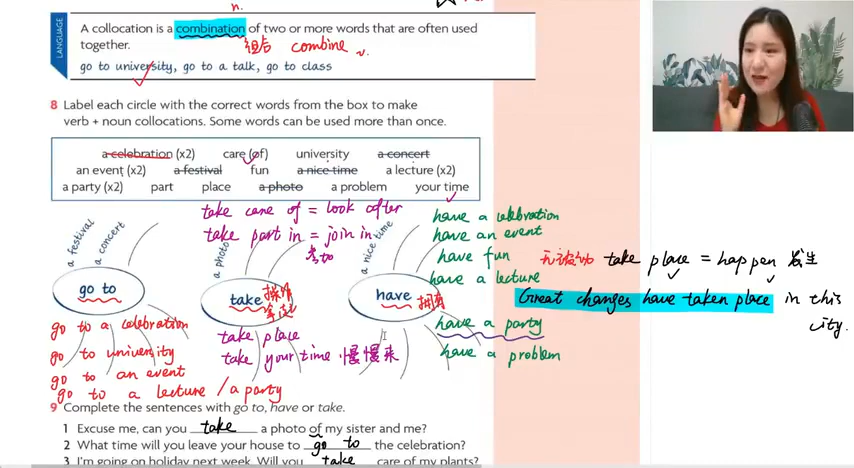 n.
LANGUAGE
A collocation is a combination of two or more words that are often used
together. 组合 combine v.
go to university, go to a talk, go to class
8 Label each circle with the correct words from the box to make
verb + noun collocations. Some words can be used more than once.
a celebration (x2) care (of) university a concert
an event (x2) a festival fun a nice time a lecture (x2)
a party (x2) part place a photo a problem your time
take care of = look after
take part in = join in
参加
a festival
a concert
go to
go to a celebration
go to university
go to an event
go to a lecture / a party
a photo
take
take place
take your time 慢慢来
a nice time
have
拥有
have a celebration
have an event
have fun
have a lecture
have a party
have a problem
无被动 take place = happen 发生
Great changes have taken place in this
city.
9 Complete the sentences with go to, have or take.
1 Excuse me, can you take a photo of my sister and me?
2 What time will you leave your house to go to the celebration?
3 I'm going on holiday next week. Will you take care of my plants?